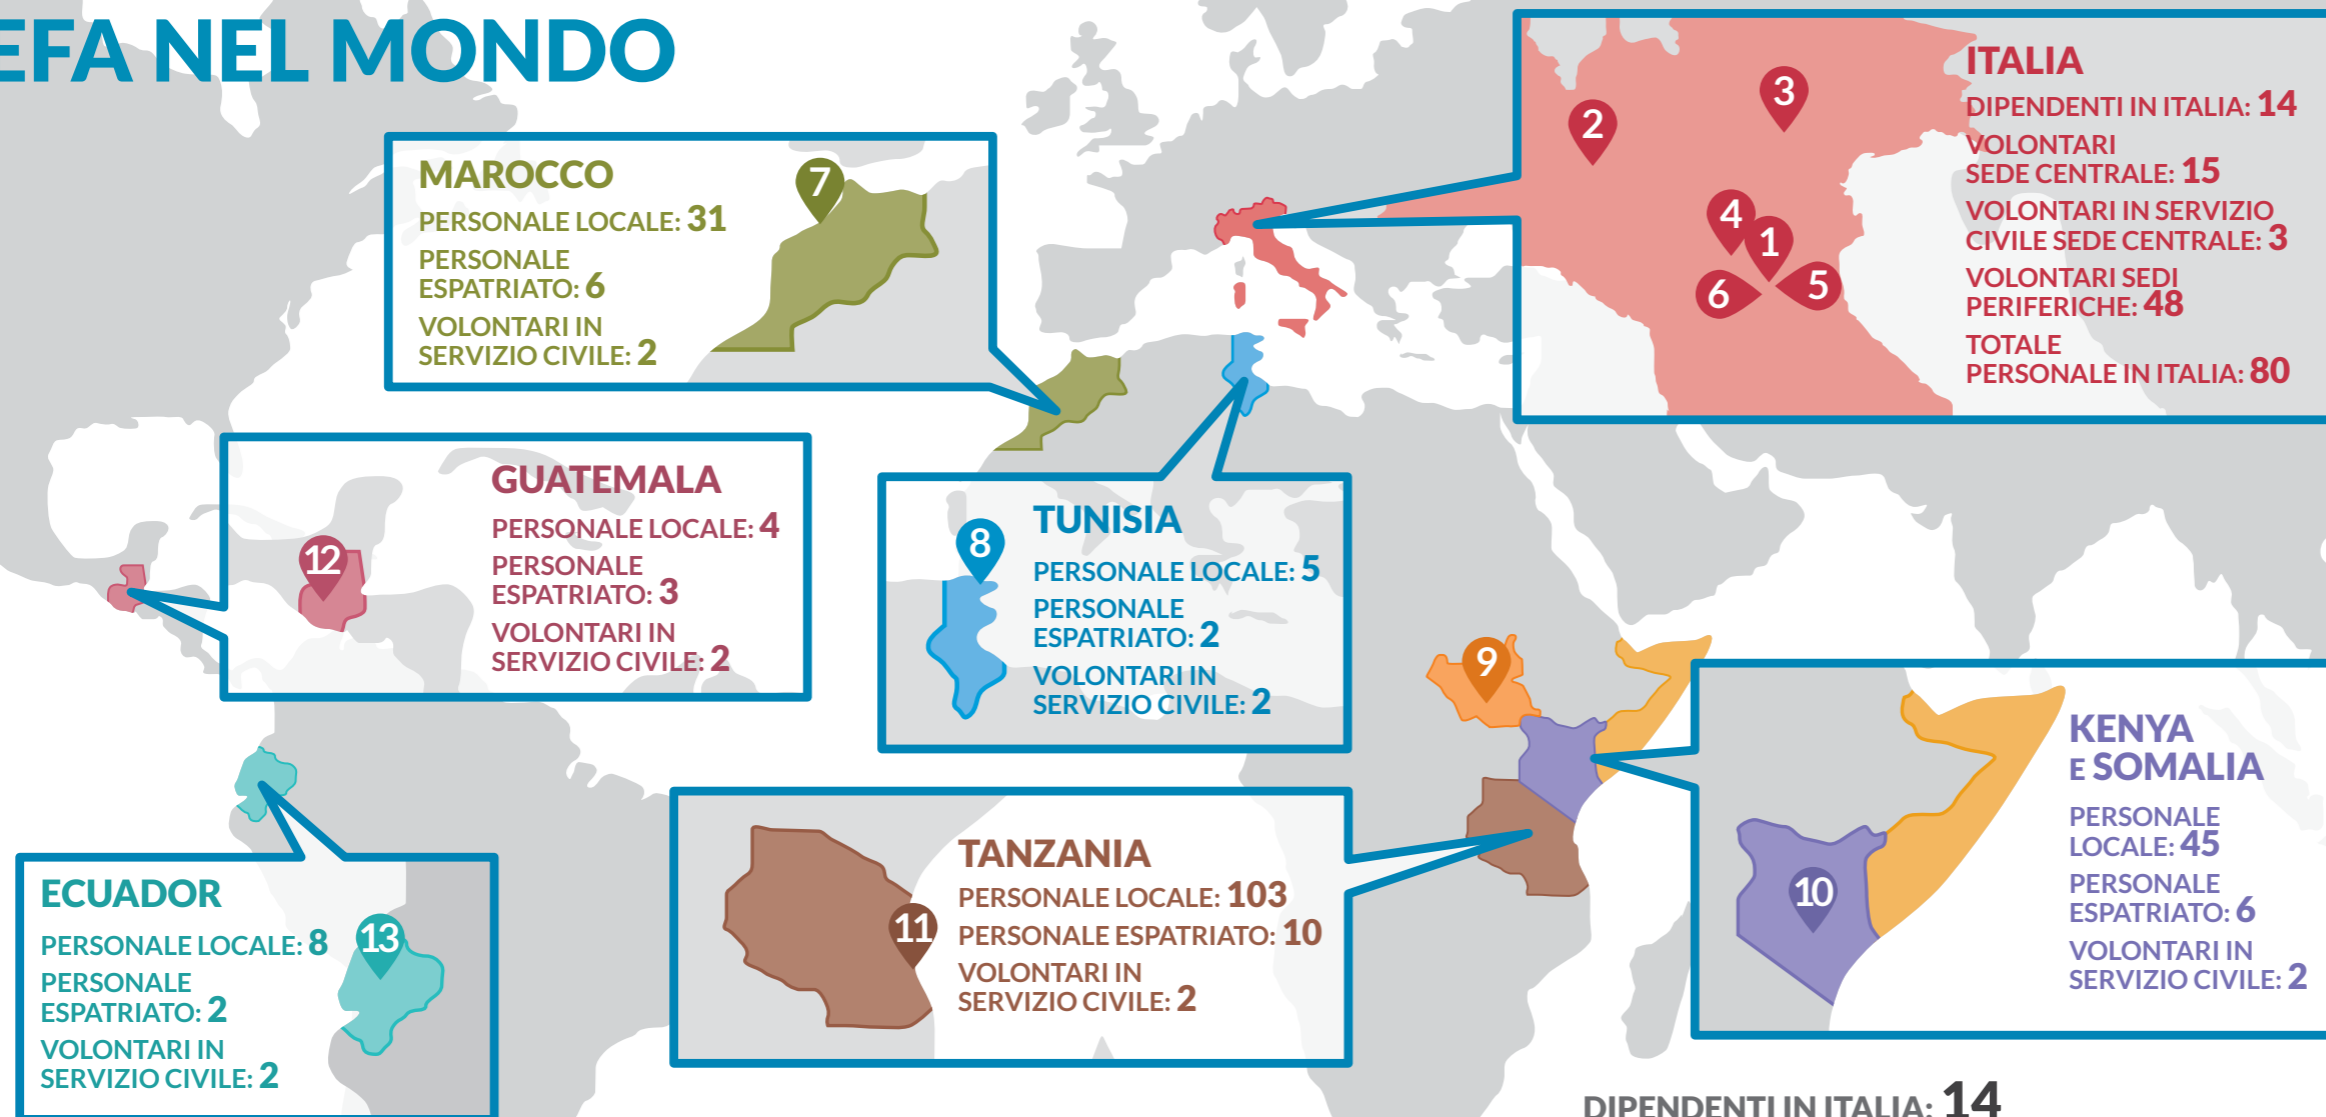 EFA NEL MONDO
MAROCCO
PERSONALE LOCALE: 31
PERSONALE
ESPATRIATO: 6
VOLONTARI IN
SERVIZIO CIVILE: 2
7
ITALIA
DIPENDENTI IN ITALIA: 14
VOLONTARI
SEDE CENTRALE: 15
VOLONTARI IN SERVIZIO
CIVILE SEDE CENTRALE: 3
VOLONTARI SEDI
PERIFERICHE: 48
TOTALE
PERSONALE IN ITALIA: 80
2
3
4
1
6
5
GUATEMALA
PERSONALE LOCALE: 4
PERSONALE
ESPATRIATO: 3
VOLONTARI IN
SERVIZIO CIVILE: 2
12
TUNISIA
PERSONALE LOCALE: 5
PERSONALE
ESPATRIATO: 2
VOLONTARI IN
SERVIZIO CIVILE: 2
8
9
KENYA
E SOMALIA
PERSONALE
LOCALE: 45
PERSONALE
ESPATRIATO: 6
VOLONTARI IN
SERVIZIO CIVILE: 2
10
TANZANIA
PERSONALE LOCALE: 103
PERSONALE ESPATRIATO: 10
VOLONTARI IN
SERVIZIO CIVILE: 2
11
ECUADOR
PERSONALE LOCALE: 8
PERSONALE
ESPATRIATO: 2
VOLONTARI IN
SERVIZIO CIVILE: 2
13
DIPENDENTI IN ITALIA: 14